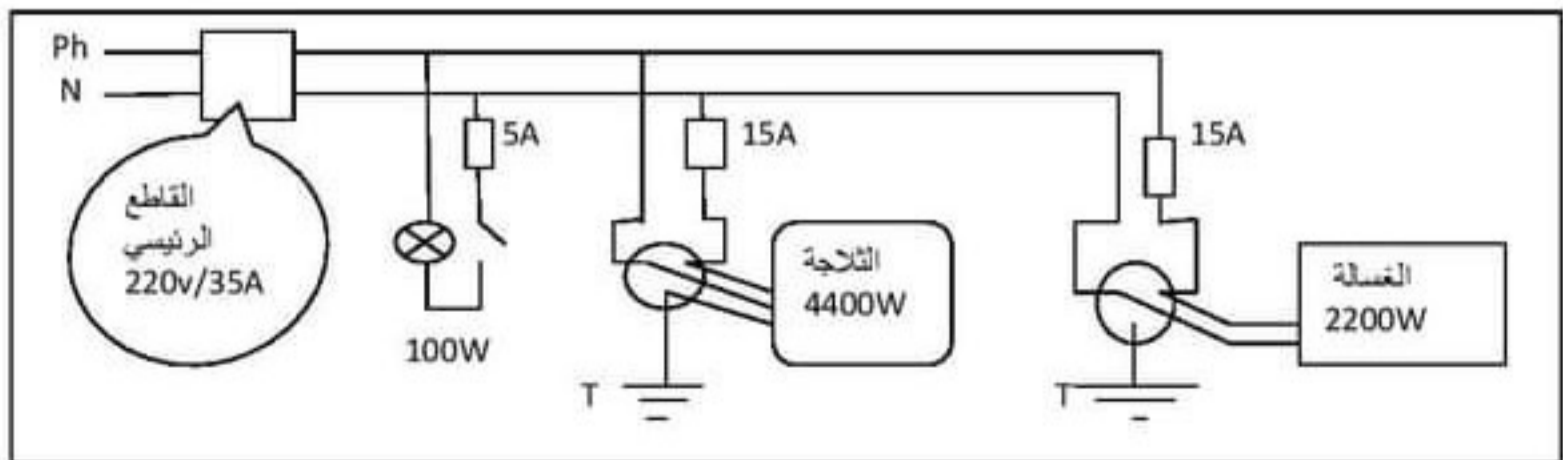 Ph
N
القاطع
الرئيسي
220v/35A
5A
100W
15A
الثلاجة
4400W
T
15A
الغسالة
2200W
T